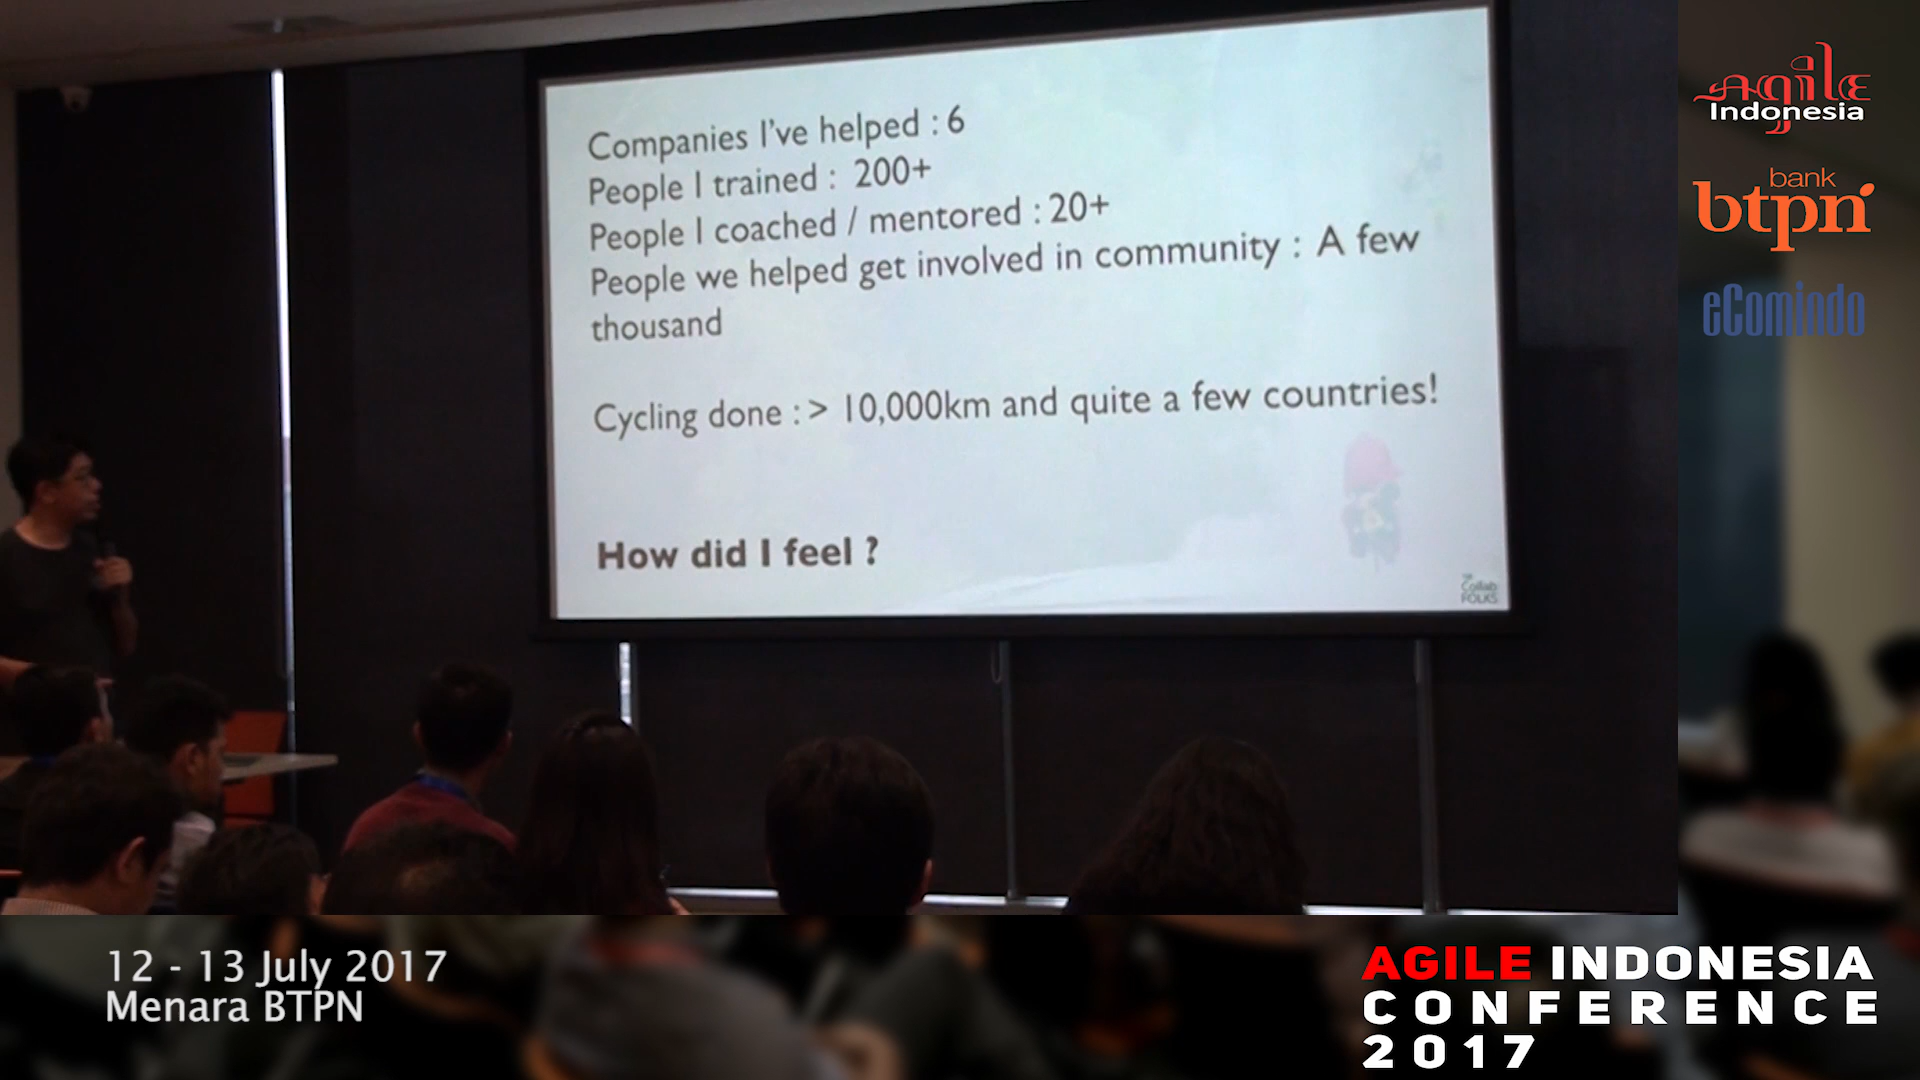 Companies I've helped : 6
People I trained : 200+
People I coached / mentored : 20+
People we helped get involved in community : A few
thousand
Cycling done : > 10,000km and quite a few countries!
How did I feel ?
Collab
FOLKS
Agile
Indonesia
bank
btpn
eComindo
12 - 13 July 2017
Menara BTPN
AGILE INDONESIA
CONFERENCE
2017